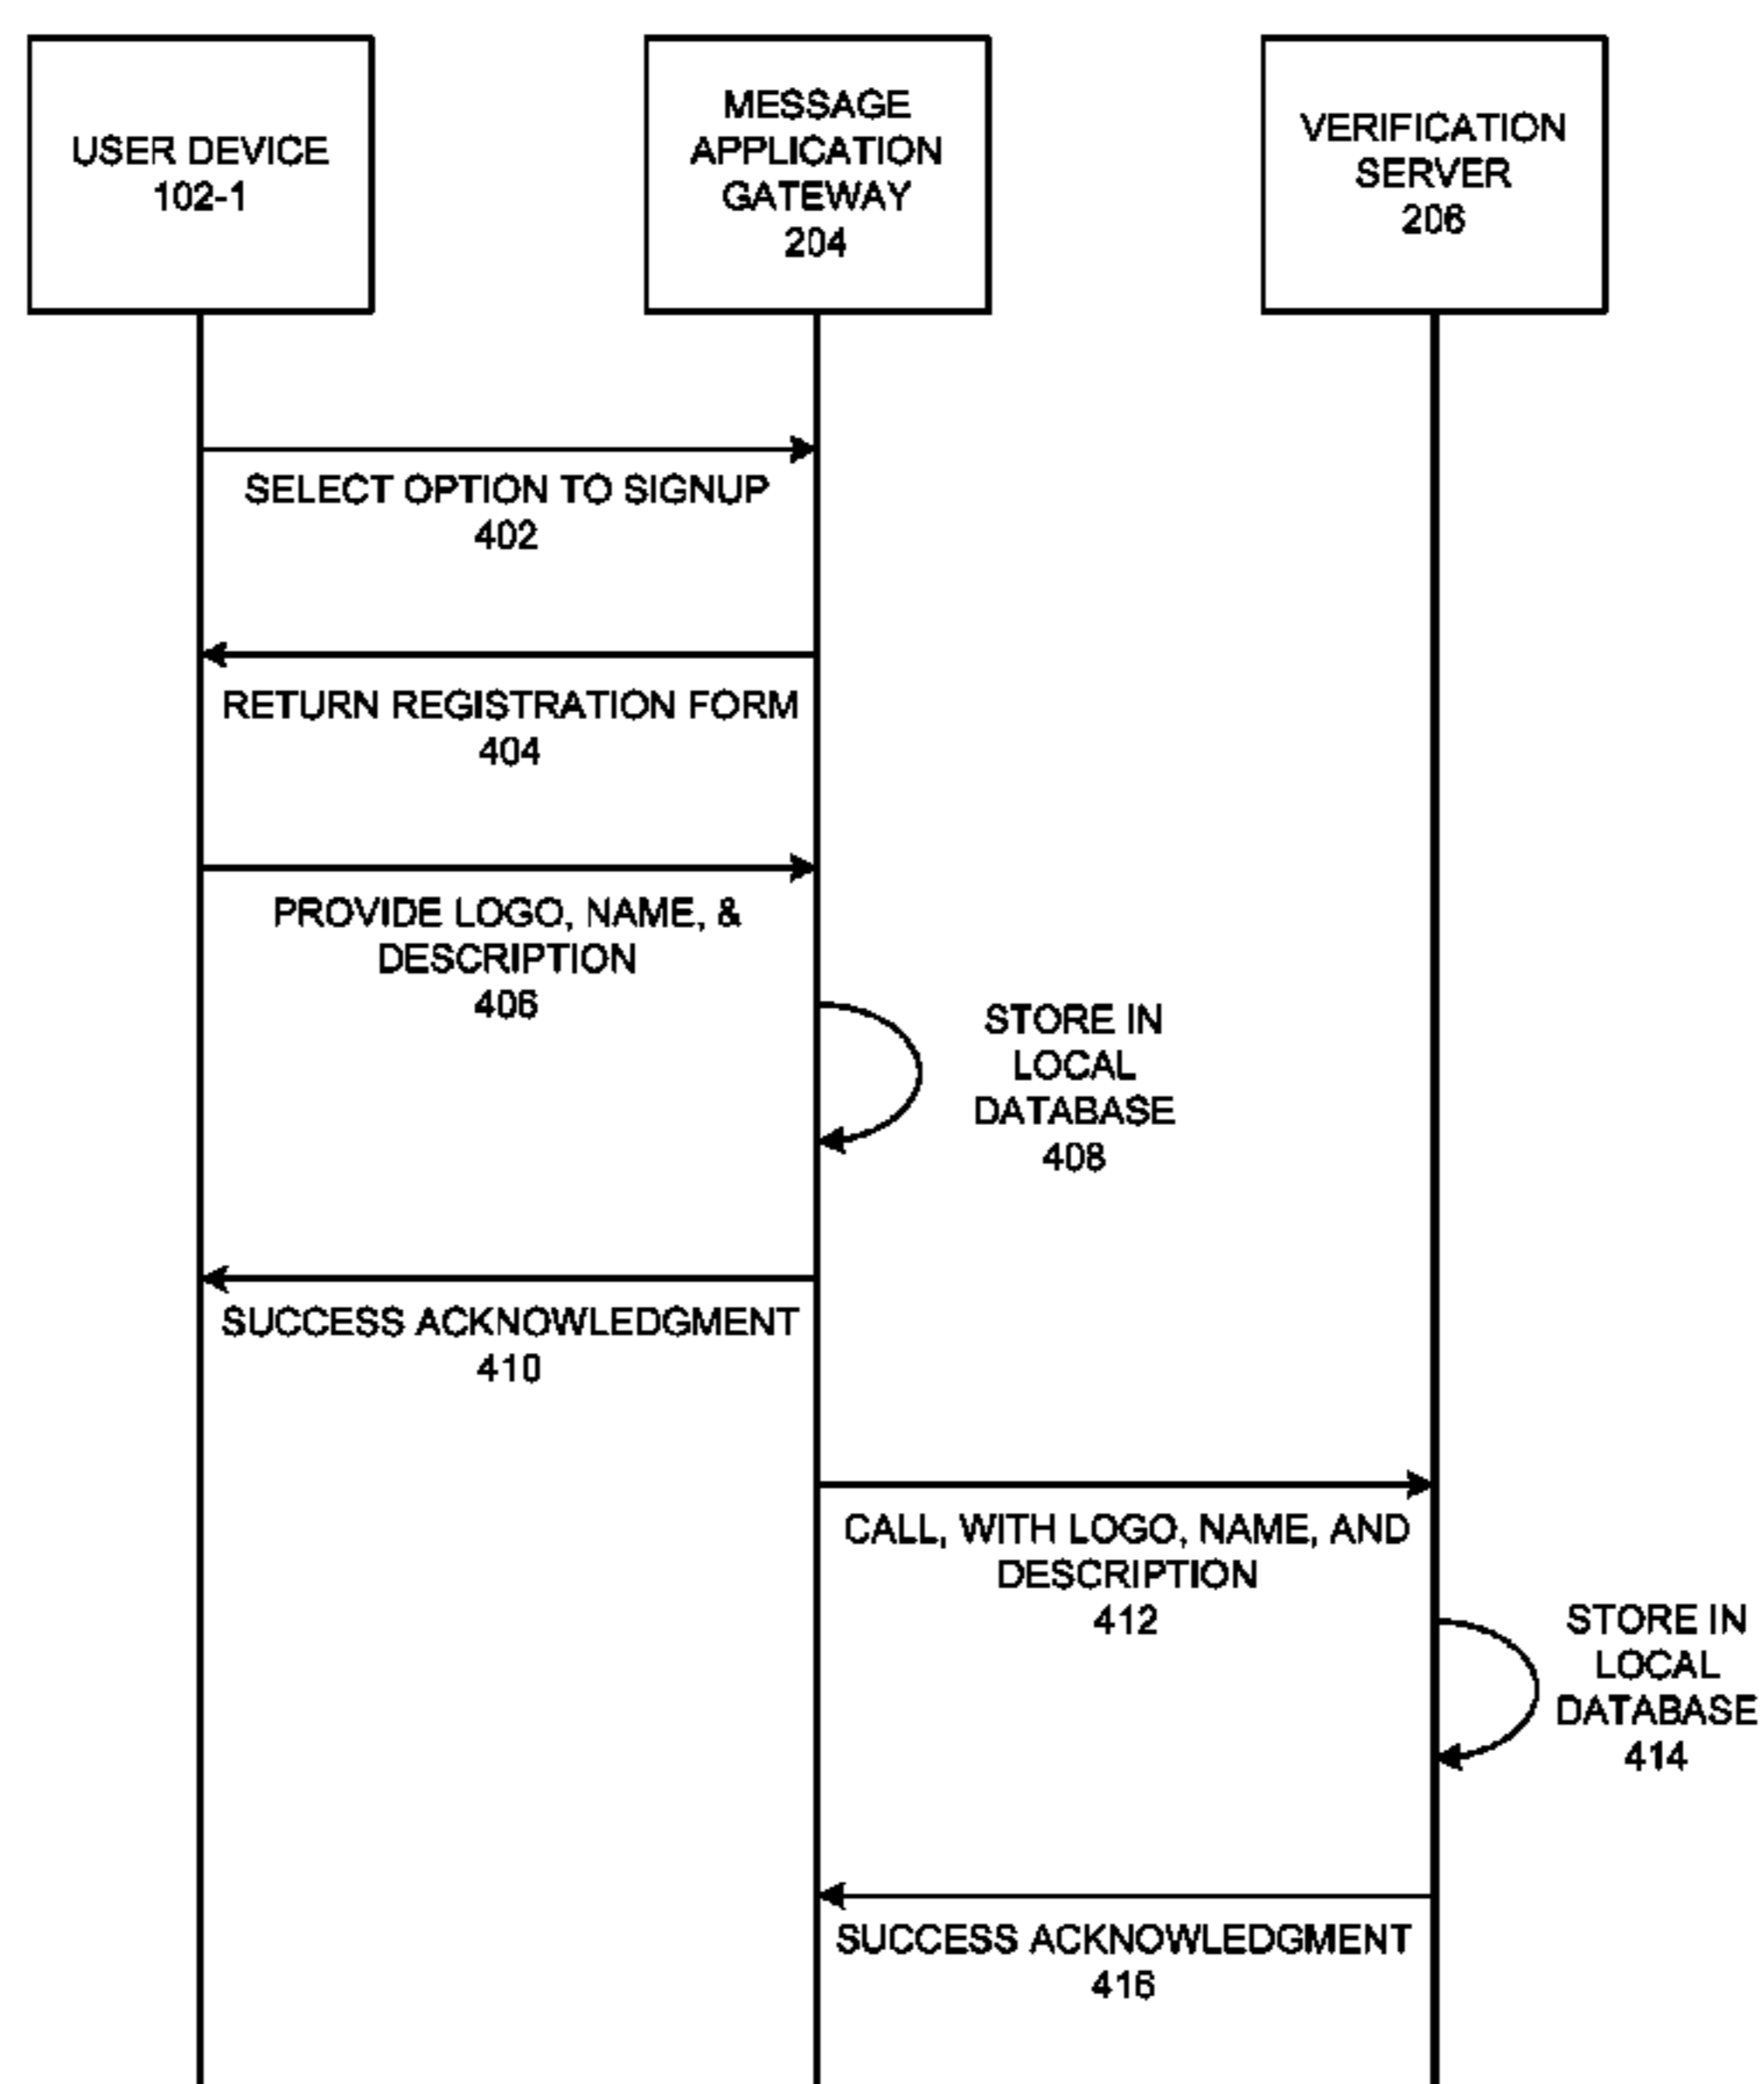 USER DEVICE
102-1
MESSAGE
APPLICATION
GATEWAY
204
VERIFICATION
SERVER
206
SELECT OPTION TO SIGNUP
402
RETURN REGISTRATION FORM
404
PROVIDE LOGO, NAME, &
DESCRIPTION
406
STORE IN
LOCAL
DATABASE
408
SUCCESS ACKNOWLEDGMENT
410
CALL, WITH LOGO, NAME, AND
DESCRIPTION
412
STORE IN
LOCAL
DATABASE
414
SUCCESS ACKNOWLEDGMENT
416